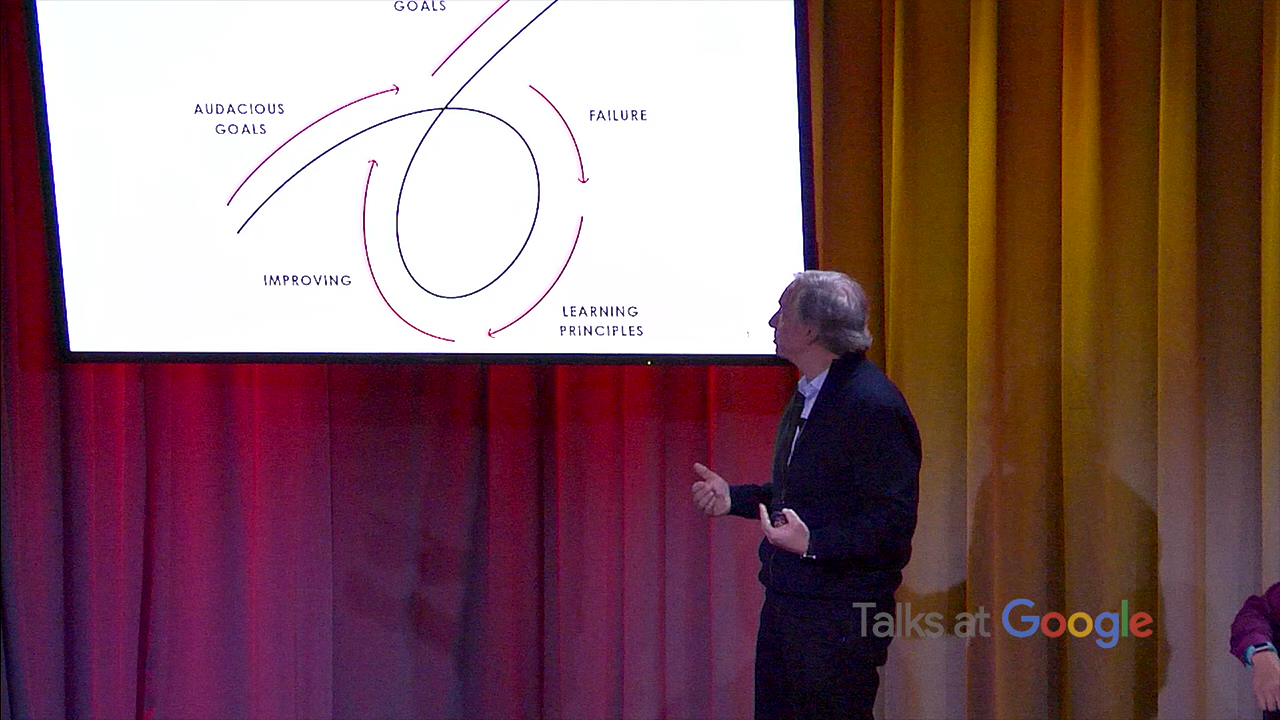 GOALS
AUDACIOUS
GOALS
FAILURE
IMPROVING
LEARNING
PRINCIPLES
Talks at Google